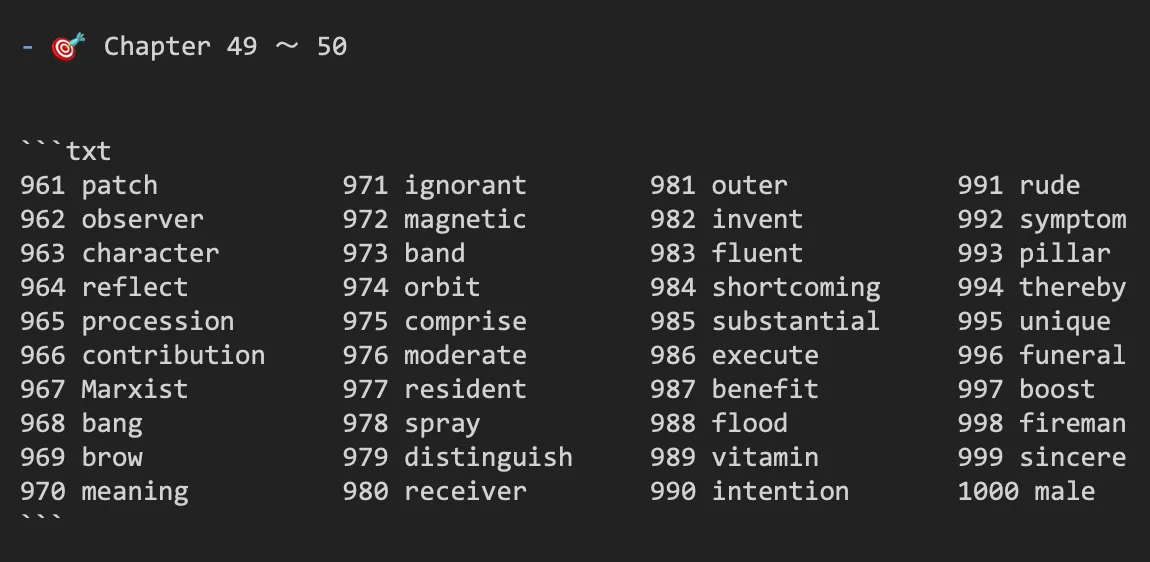 - 🎯 Chapter 49 ～ 50
```txt
961 patch 971 ignorant 981 outer 991 rude
962 observer 972 magnetic 982 invent 992 symptom
963 character 973 band 983 fluent 993 pillar
964 reflect 974 orbit 984 shortcoming 994 thereby
965 procession 975 comprise 985 substantial 995 unique
966 contribution 976 moderate 986 execute 996 funeral
967 Marxist 977 resident 987 benefit 997 boost
968 bang 978 spray 988 flood 998 fireman
969 brow 979 distinguish 989 vitamin 999 sincere
970 meaning 980 receiver 990 intention 1000 male
```